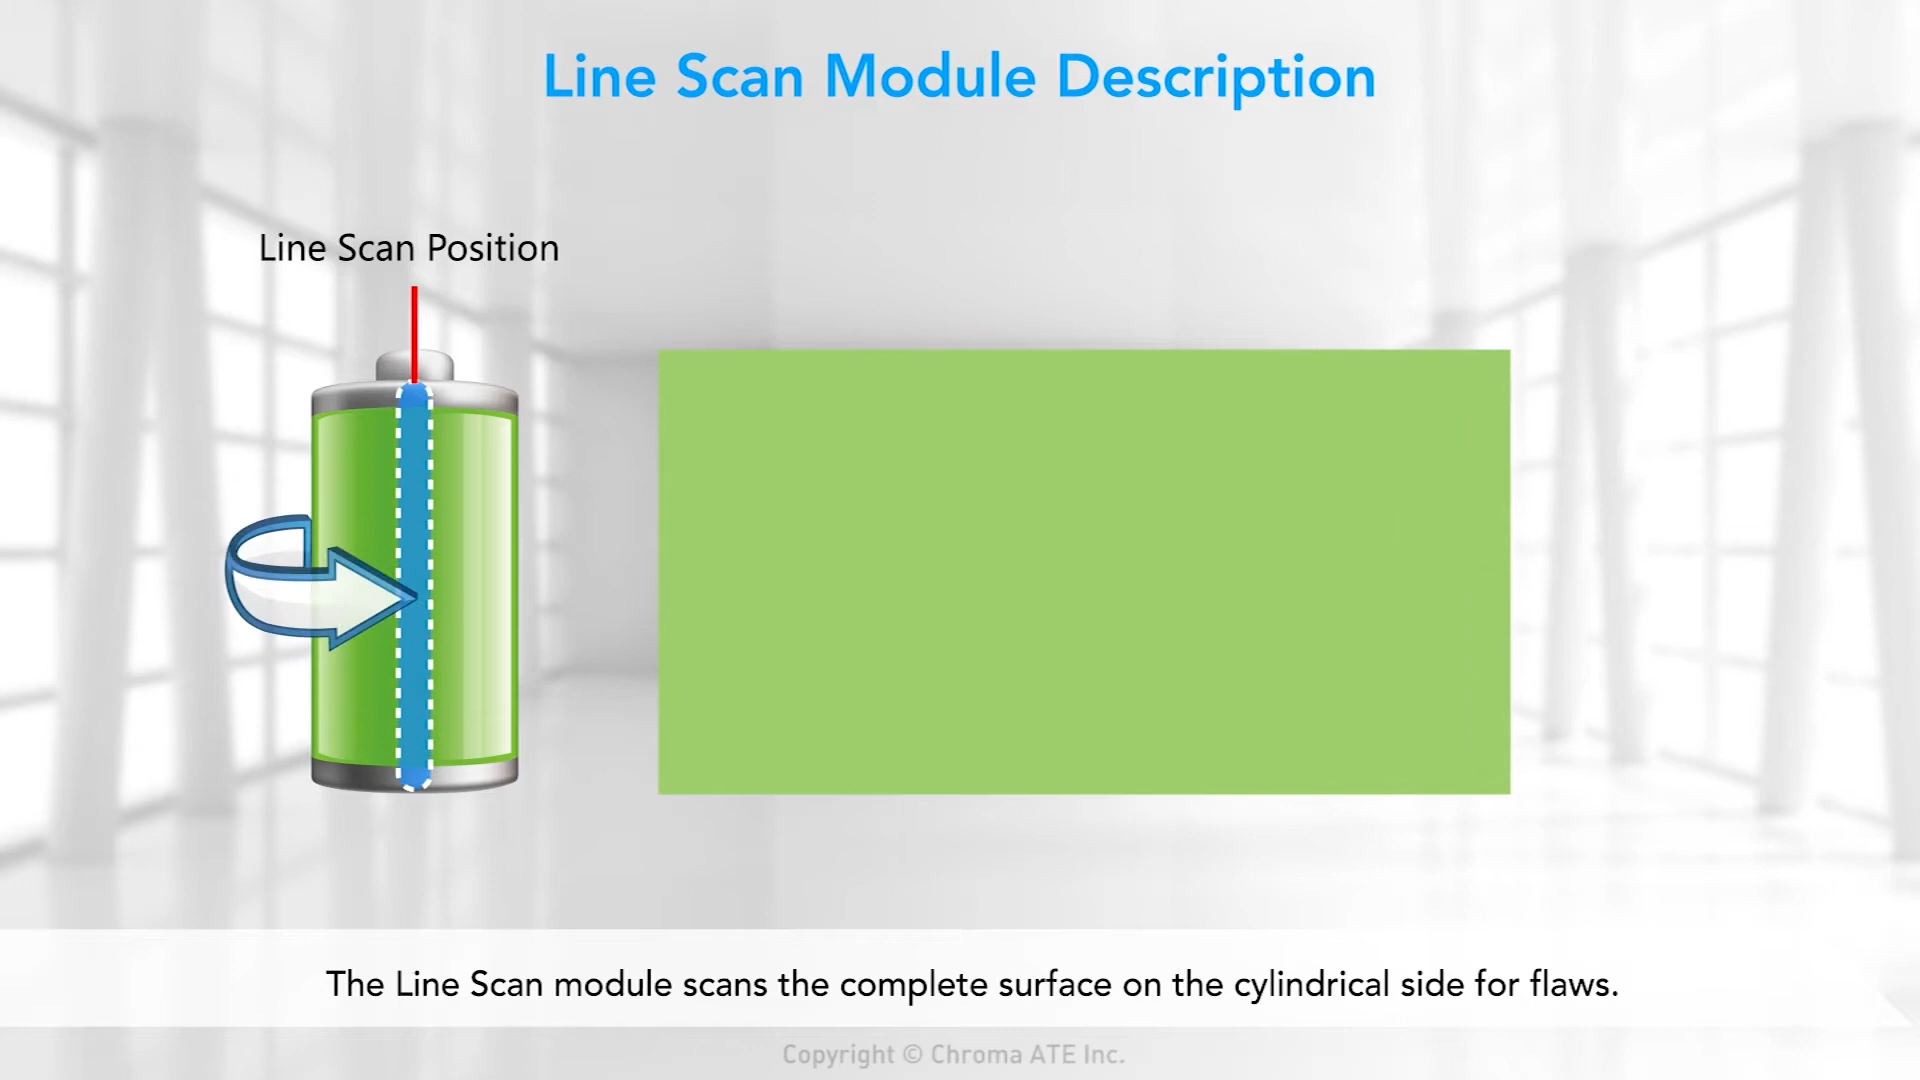 Line Scan Module Description
Line Scan Position
The Line Scan module scans the complete surface on the cylindrical side for flaws.
Copyright © Chroma ATE Inc.